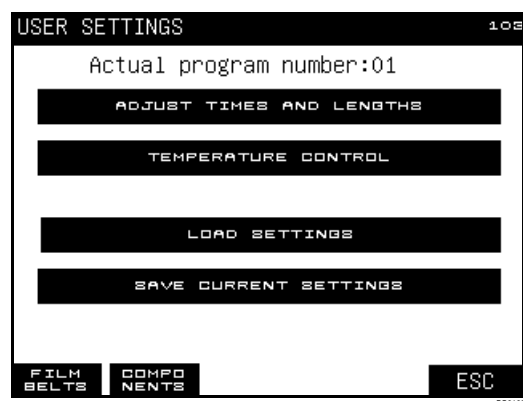 USER SETTINGS 103
Actual program number:01
ADJUST TIMES AND LENGTHS
TEMPERATURE CONTROL
LOAD SETTINGS
SAVE CURRENT SETTINGS
FILM BELTS
COMPO NENTS
ESC